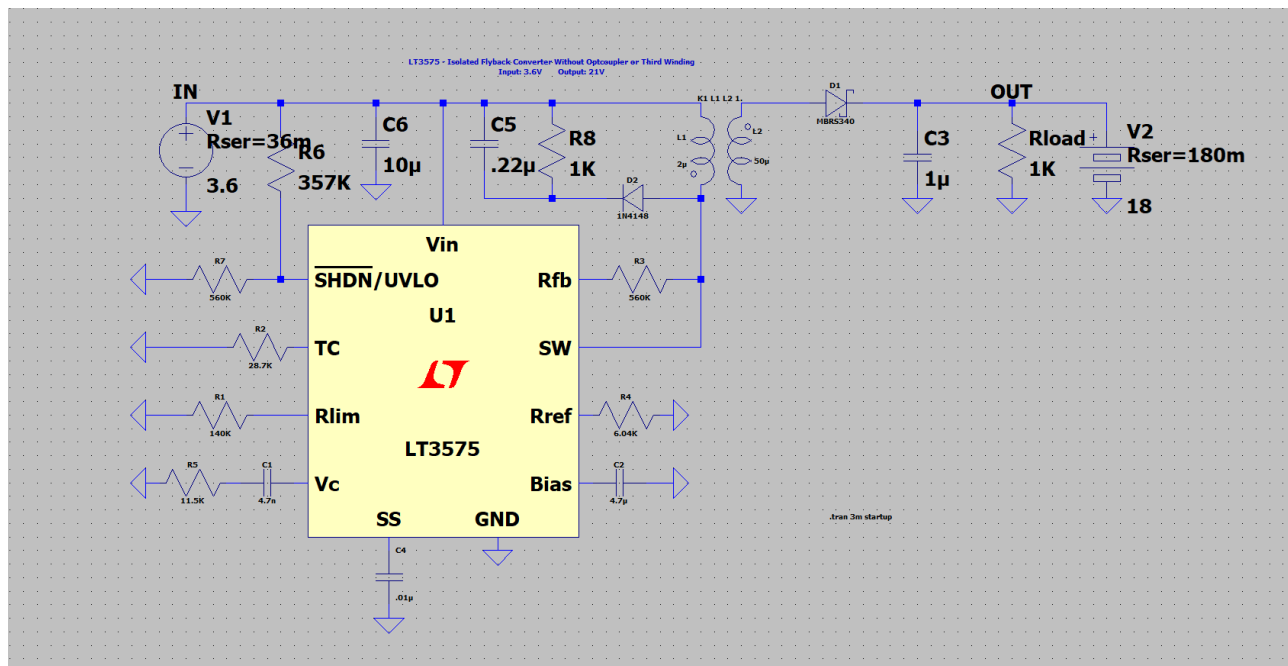 LT3575 - Isolated Flyback Converter Without Optcoupler or Third Winding
Input: 3.6V Output: 21V
IN
V1
Rser=36m
3.6
R6
357K
C6
10µ
C5
.22µ
R8
1K
K1 L1 L2 1.
L1
2µ
L2
50µ
D1
MBRS340
D2
1N4148
OUT
C3
1µ
Rload
1K
V2
Rser=180m
18
R7
560K
R2
28.7K
R1
140K
R5
11.5K
C1
4.7n
Vin
SHDN/UVLO
Rfb
U1
TC
SW
Rlim
Rref
LT3575
Vc
Bias
SS
GND
R3
560K
R4
6.04K
C2
4.7µ
C4
.01µ
.tran 3m startup